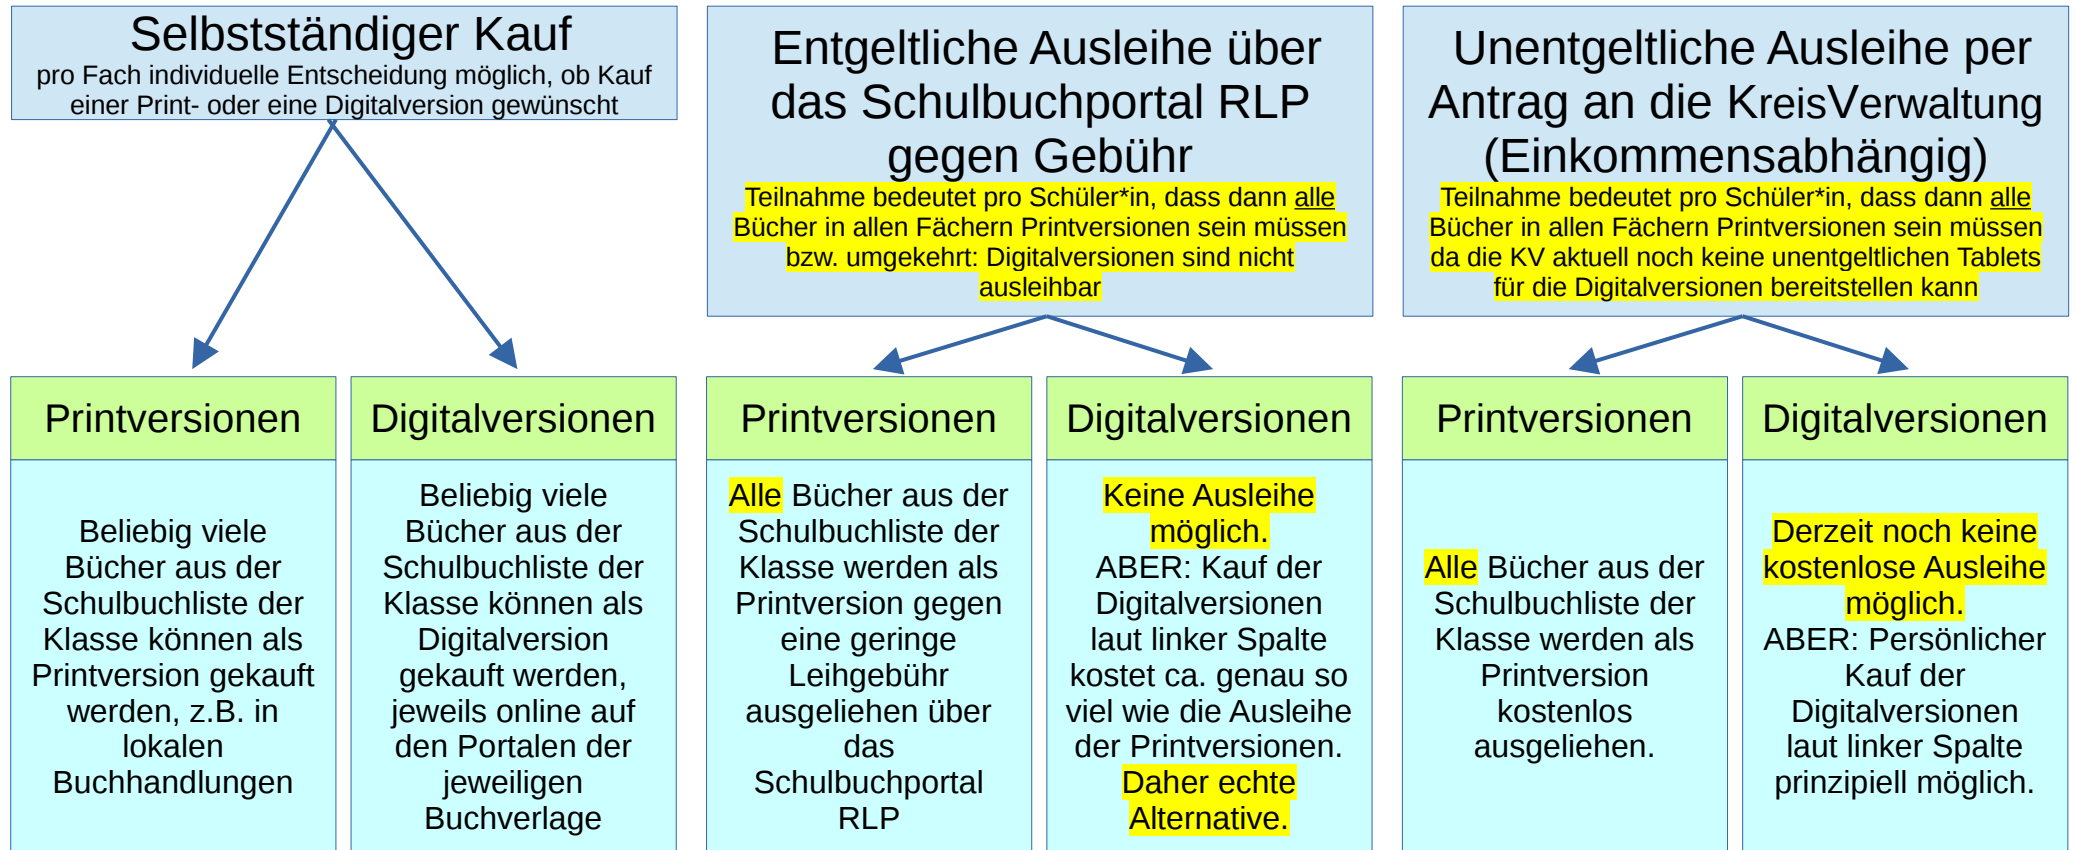 Selbstständiger Kauf
pro Fach individuelle Entscheidung möglich, ob Kauf
einer Print- oder eine Digitalversion gewünscht
Printversionen
Beliebig viele
Bücher aus der
Schulbuchliste der
Klasse können als
Printversion gekauft
werden, z.B. in
lokalen
Buchhandlungen
Digitalversionen
Beliebig viele
Bücher aus der
Schulbuchliste der
Klasse können als
Digitalversion
gekauft werden,
jeweils online auf
den Portalen der
jeweiligen
Buchverlage
Entgeltliche Ausleihe über
das Schulbuchportal RLP
gegen Gebühr
Teilnahme bedeutet pro Schüler*in, dass dann alle
Bücher in allen Fächern Printversionen sein müssen
bzw. umgekehrt: Digitalversionen sind nicht
ausleihbar
Printversionen
Alle Bücher aus der
Schulbuchliste der
Klasse werden als
Printversion gegen
eine geringe
Leihgebühr
ausgeliehen über
das
Schulbuchportal
RLP
Digitalversionen
Keine Ausleihe
möglich.
ABER: Kauf der
Digitalversionen
laut linker Spalte
kostet ca. genau so
viel wie die Ausleihe
der Printversionen.
Daher echte
Alternative.
Unentgeltliche Ausleihe per
Antrag an die KreisVerwaltung
(Einkommensabhängig)
Teilnahme bedeutet pro Schüler*in, dass dann alle
Bücher in allen Fächern Printversionen sein müssen
da die KV aktuell noch keine unentgeltlichen Tablets
für die Digitalversionen bereitstellen kann
Printversionen
Alle Bücher aus der
Schulbuchliste der
Klasse werden als
Printversion
kostenlos
ausgeliehen.
Digitalversionen
Derzeit noch keine
kostenlose Ausleihe
möglich.
ABER: Persönlicher
Kauf der
Digitalversionen
laut linker Spalte
prinzipiell möglich.